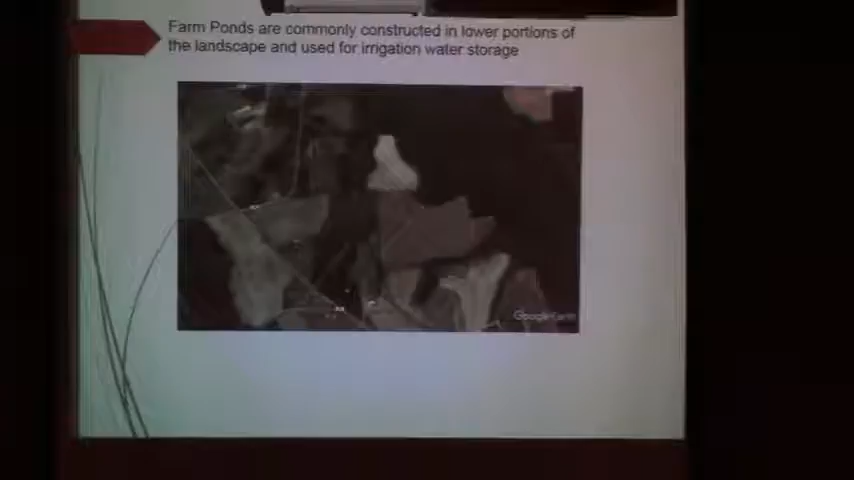 Farm Ponds are commonly constructed in lower portions of
the landscape and used for irrigation water storage
Google Earth